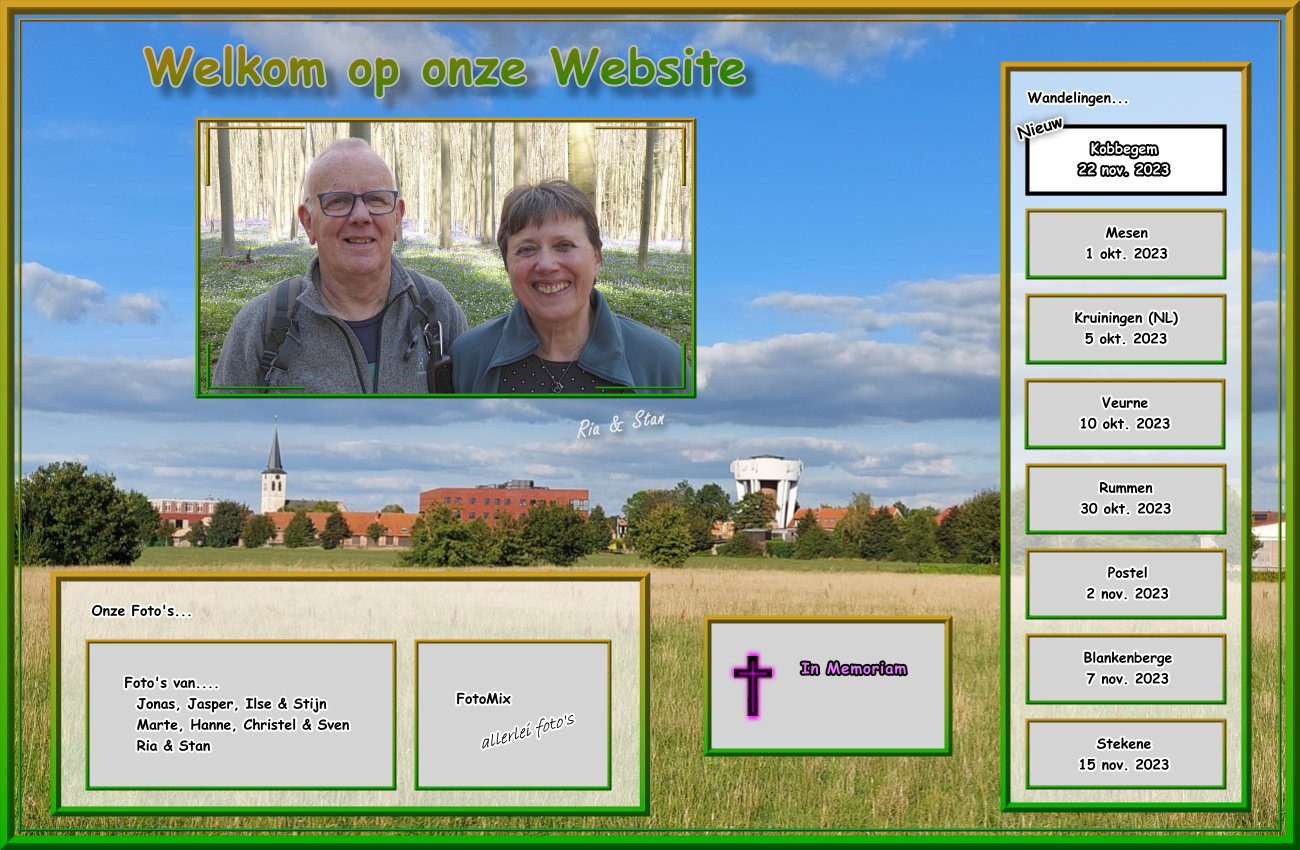 Welkom op onze Website
Ria & Stan
Wandelingen...
Nieuw
Kobbegem
22 nov. 2023
Mesen
1 okt. 2023
Kruiningen (NL)
5 okt. 2023
Veurne
10 okt. 2023
Rummen
30 okt. 2023
Postel
2 nov. 2023
Blankenberge
7 nov. 2023
Stekene
15 nov. 2023
Onze Foto's...
Foto's van....
Jonas, Jasper, Ilse & Stijn
Marte, Hanne, Christel & Sven
Ria & Stan
FotoMix
allerlei foto's
In Memoriam